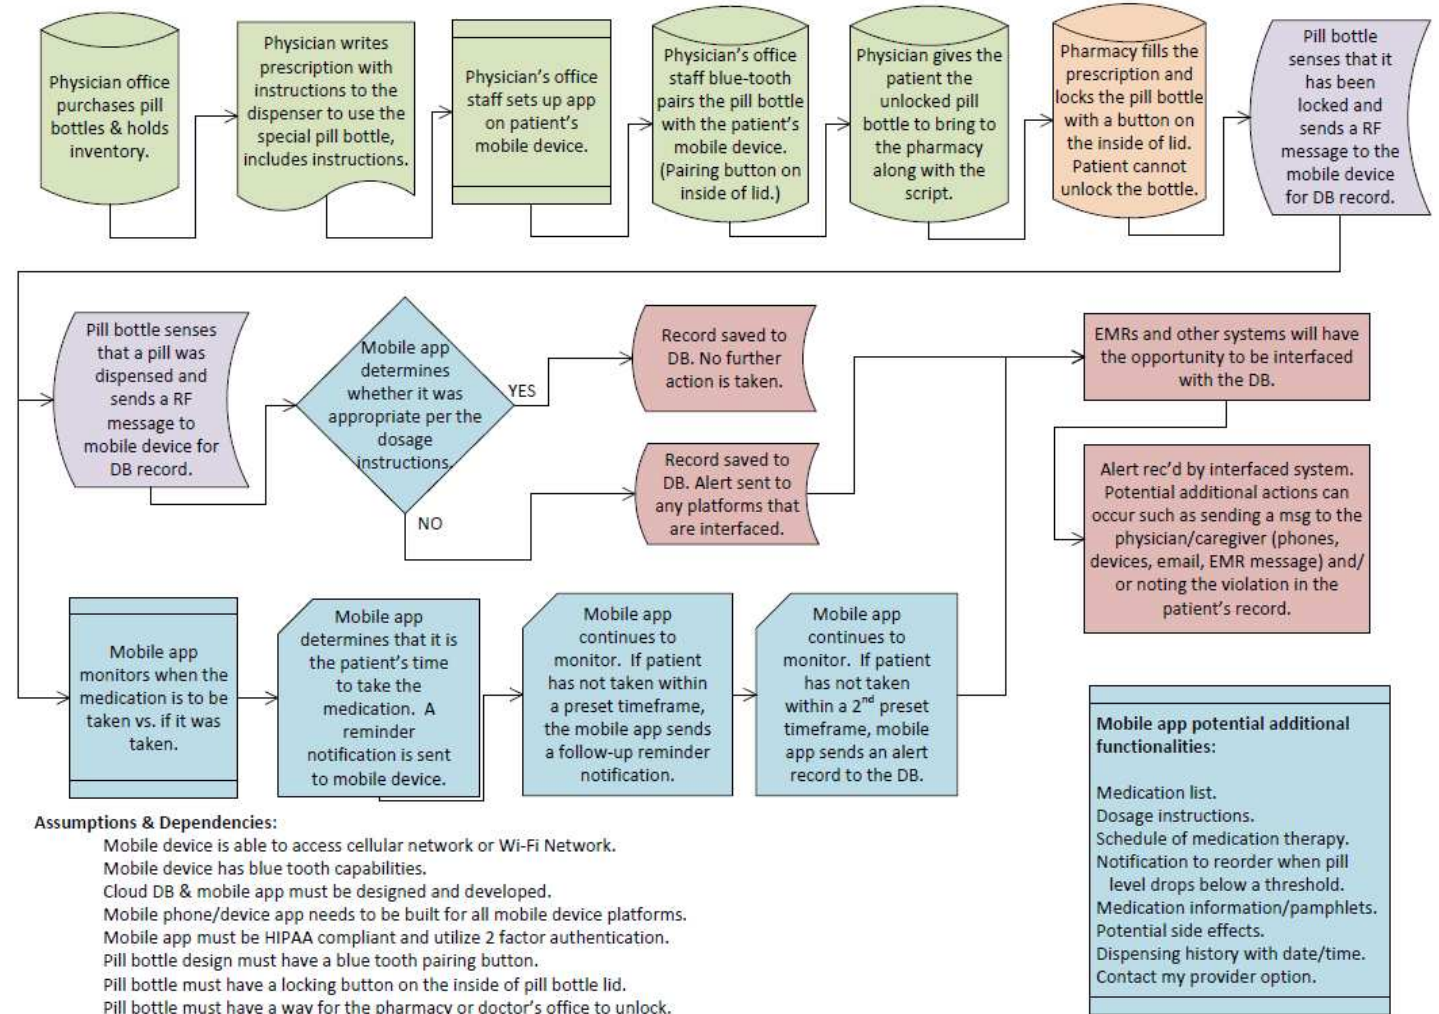 Physician office
purchases pill
bottles & holds
inventory.
Physician writes
prescription with
instructions to the
dispenser to use the
special pill bottle,
includes instructions.
Physician's office
staff sets up app
on patient's
mobile device.
Physician's office
staff blue-tooth
pairs the pill bottle
with the patient's
mobile device.
(Pairing button on
inside of lid.)
Physician gives the
patient the
unlocked pill
bottle to bring to
the pharmacy
along with the
script.
Pharmacy fills the
prescription and
locks the pill bottle
with a button on
the inside of lid.
Patient cannot
unlock the bottle.
Pill bottle
senses that it
has been
locked and
sends a RF
message to the
mobile device
for DB record.
Pill bottle senses
that a pill was
dispensed and
sends a RF
message to
mobile device for
DB record.
Mobile app
determines
whether it was
appropriate per the
dosage
instructions.
YES
NO
Record saved to
DB. No further
action is taken.
Record saved to
DB. Alert sent to
any platforms that
are interfaced.
EMRs and other systems will have
the opportunity to be interfaced
with the DB.
Alert rec'd by interfaced system.
Potential additional actions can
occur such as sending a msg to the
physician/caregiver (phones,
devices, email, EMR message) and/
or noting the violation in the
patient's record.
Mobile app
monitors when the
medication is to be
taken vs. if it was
taken.
Mobile app
determines that it is
the patient's time
to take the
medication. A
reminder
notification is sent
to mobile device.
Mobile app
continues to
monitor. If patient
has not taken within
a preset timeframe,
the mobile app sends
a follow-up reminder
notification.
Mobile app
continues to
monitor. If patient
has not taken
within a 2nd preset
timeframe, mobile
app sends an alert
record to the DB.
Mobile app potential additional
functionalities:
Medication list.
Dosage instructions.
Schedule of medication therapy.
Notification to reorder when pill
level drops below a threshold.
Medication information/pamphlets.
Potential side effects.
Dispensing history with date/time.
Contact my provider option.
Assumptions & Dependencies:
Mobile device is able to access cellular network or Wi-Fi Network.
Mobile device has blue tooth capabilities.
Cloud DB & mobile app must be designed and developed.
Mobile phone/device app needs to be built for all mobile device platforms.
Mobile app must be HIPAA compliant and utilize 2 factor authentication.
Pill bottle design must have a blue tooth pairing button.
Pill bottle must have a locking button on the inside of pill bottle lid.
Pill bottle must have a way for the pharmacy or doctor's office to unlock.